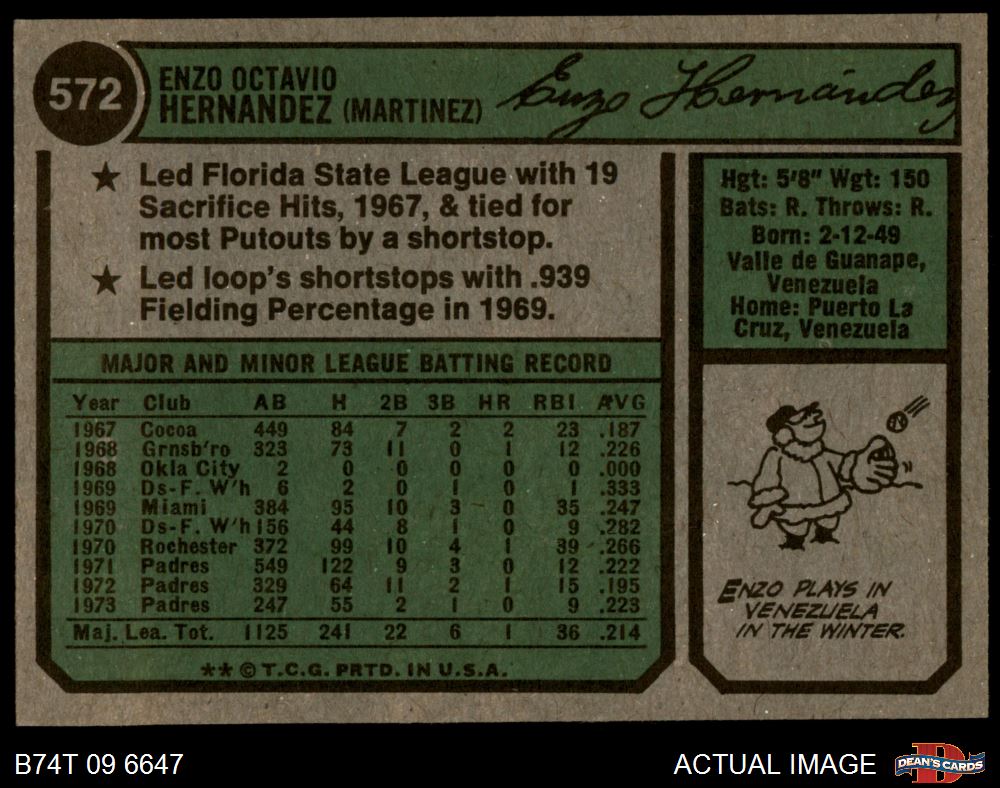 572
ENZO OCTAVIO
HERNANDEZ (MARTINEZ)
Enzo Hernández
★ Led Florida State League with 19
Sacrifice Hits, 1967, & tied for
most Putouts by a shortstop.
★ Led loop's shortstops with .939
Fielding Percentage in 1969.
Hgt: 5'8" Wgt: 150
Bats: R. Throws: R.
Born: 2-12-49
Valle de Guanape,
Venezuela
Home: Puerto La
Cruz, Venezuela
MAJOR AND MINOR LEAGUE BATTING RECORD
Year Club AB H 2B 3B HR RBI AVG
1967 Cocoa 449 84 7 2 2 23 .187
1968 Grnsb'ro 323 73 11 0 1 12 .226
1968 Okla City 2 0 0 0 0 0 .000
1969 Ds-F. W'h 6 2 0 1 0 1 .333
1969 Miami 384 95 10 3 0 35 .247
1970 Ds-F. W'h 156 44 8 1 0 9 .282
1970 Rochester 372 99 10 4 1 39 .266
1971 Padres 549 122 9 3 0 12 .222
1972 Padres 329 64 11 2 1 15 .195
1973 Padres 247 55 2 1 0 9 .223
Maj. Lea. Tot. 1125 241 22 6 1 36 .214
** © T.C.G. PRTD. IN U.S.A.
ENZO PLAYS IN
VENEZUELA
IN THE WINTER.
B74T 09 6647
ACTUAL IMAGE
D
DEAN'S CARDS